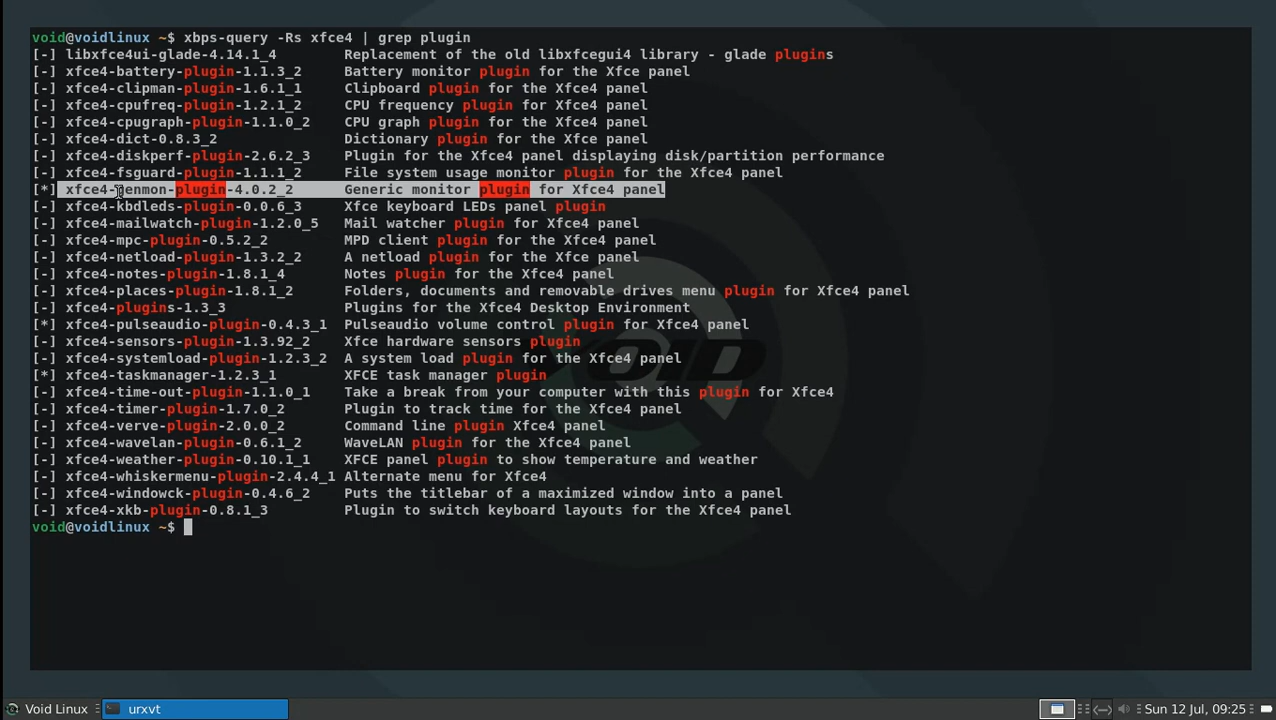 void@voidlinux ~$ xbps-query -Rs xfce4 | grep plugin
[-] libxfce4ui-glade-4.14.1_4        Replacement of the old libxfcegui4 library - glade plugins
[-] xfce4-battery-plugin-1.1.3_2     Battery monitor plugin for the Xfce panel
[-] xfce4-clipman-plugin-1.6.1_1     Clipboard plugin for the Xfce4 panel
[-] xfce4-cpufreq-plugin-1.2.1_2     CPU frequency plugin for Xfce4 panel
[-] xfce4-cpugraph-plugin-1.1.0_2    CPU graph plugin for the Xfce4 panel
[-] xfce4-dict-0.8.3_2               Dictionary plugin for the Xfce panel
[-] xfce4-diskperf-plugin-2.6.2_3    Plugin for the Xfce4 panel displaying disk/partition performance
[-] xfce4-fsguard-plugin-1.1.1_2     File system usage monitor plugin for the Xfce4 panel
[*] xfce4-genmon-plugin-4.0.2_2      Generic monitor plugin for Xfce4 panel
[-] xfce4-kbdleds-plugin-0.0.6_3     Xfce keyboard LEDs panel plugin
[-] xfce4-mailwatch-plugin-1.2.0_5   Mail watcher plugin for Xfce4 panel
[-] xfce4-mpc-plugin-0.5.2_2         MPD client plugin for the Xfce4 panel
[-] xfce4-netload-plugin-1.3.2_2     A netload plugin for the Xfce panel
[-] xfce4-notes-plugin-1.8.1_4       Notes plugin for the Xfce4 panel
[-] xfce4-places-plugin-1.8.1_2      Folders, documents and removable drives menu plugin for Xfce4 panel
[-] xfce4-plugins-1.3_3              Plugins for the Xfce4 Desktop Environment
[*] xfce4-pulseaudio-plugin-0.4.3_1  Pulseaudio volume control plugin for Xfce4 panel
[-] xfce4-sensors-plugin-1.3.92_2    Xfce hardware sensors plugin
[-] xfce4-systemload-plugin-1.2.3_2  A system load plugin for the Xfce4 panel
[*] xfce4-taskmanager-1.2.3_1        XFCE task manager plugin
[-] xfce4-time-out-plugin-1.1.0_1    Take a break from your computer with this plugin for Xfce4
[-] xfce4-timer-plugin-1.7.0_2       Plugin to track time for the Xfce4 panel
[-] xfce4-verve-plugin-2.0.0_2       Command line plugin Xfce4 panel
[-] xfce4-wavelan-plugin-0.6.1_2     WaveLAN plugin for the Xfce4 panel
[-] xfce4-weather-plugin-0.10.1_1    XFCE panel plugin to show temperature and weather
[-] xfce4-whiskermenu-plugin-2.4.4_1 Alternate menu for Xfce4
[-] xfce4-windowck-plugin-0.4.6_2    Puts the titlebar of a maximized window into a panel
[-] xfce4-xkb-plugin-0.8.1_3         Plugin to switch keyboard layouts for the Xfce4 panel
void@voidlinux ~$
VOID
Void Linux urxvt Sun 12 Jul, 09:25